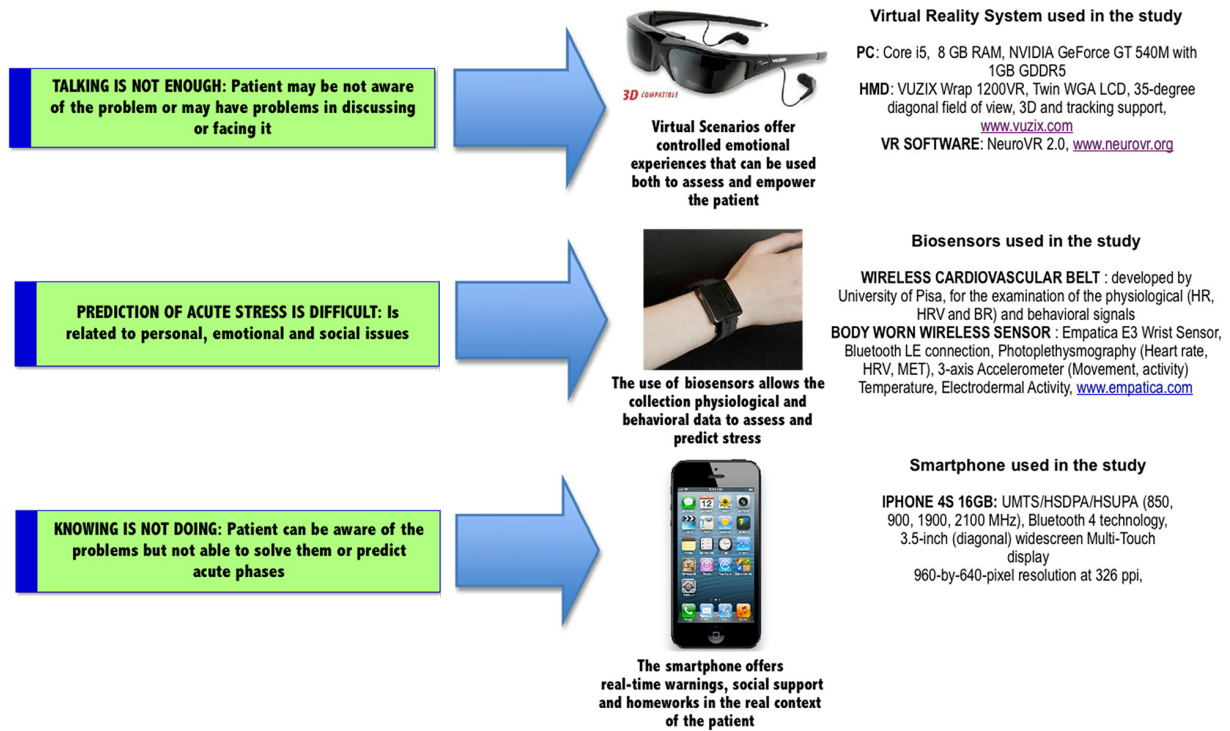 TALKING IS NOT ENOUGH: Patient may be not aware
of the problem or may have problems in discussing
or facing it
3D COMPATIBLE
VUZIX
Virtual Scenarios offer
controlled emotional
experiences that can be used
both to assess and empower
the patient
Virtual Reality System used in the study
PC: Core i5, 8 GB RAM, NVIDIA GeForce GT 540M with
1GB GDDR5
HMD: VUZIX Wrap 1200VR, Twin WGA LCD, 35-degree
diagonal field of view, 3D and tracking support,
www.vuzix.com
VR SOFTWARE: NeuroVR 2.0, www.neurovr.org
PREDICTION OF ACUTE STRESS IS DIFFICULT: Is
related to personal, emotional and social issues
The use of biosensors allows the
collection physiological and
behavioral data to assess and
predict stress
Biosensors used in the study
WIRELESS CARDIOVASCULAR BELT : developed by
University of Pisa, for the examination of the physiological (HR,
HRV and BR) and behavioral signals
BODY WORN WIRELESS SENSOR : Empatica E3 Wrist Sensor,
Bluetooth LE connection, Photoplethysmography (Heart rate,
HRV, MET), 3-axis Accelerometer (Movement, activity)
Temperature, Electrodermal Activity, www.empatica.com
KNOWING IS NOT DOING: Patient can be aware of the
problems but not able to solve them or predict
acute phases
12
The smartphone offers
real-time warnings, social support
and homeworks in the real context
of the patient
Smartphone used in the study
IPHONE 4S 16GB: UMTS/HSDPA/HSUPA (850,
900, 1900, 2100 MHz), Bluetooth 4 technology,
3.5-inch (diagonal) widescreen Multi-Touch
display
960-by-640-pixel resolution at 326 ppi,